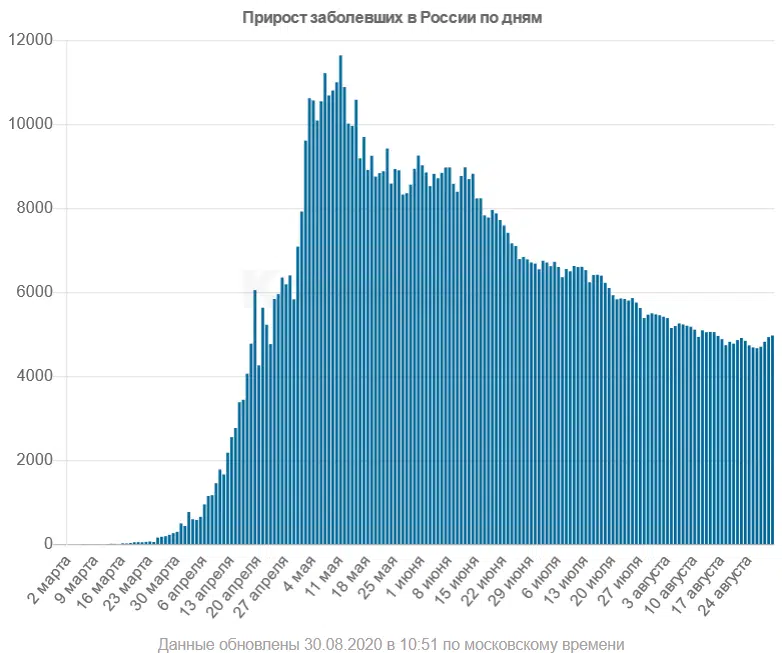 Прирост заболевших в России по дням
12000
10000
8000
6000
4000
2000
0
2 марта
9 марта
16 марта
23 марта
30 марта
6 апреля
13 апреля
20 апреля
27 апреля
4 мая
11 мая
18 мая
25 мая
1 июня
8 июня
15 июня
22 июня
29 июня
6 июля
13 июля
20 июля
27 июля
3 августа
10 августа
17 августа
24 августа
Данные обновлены 30.08.2020 в 10:51 по московскому времени